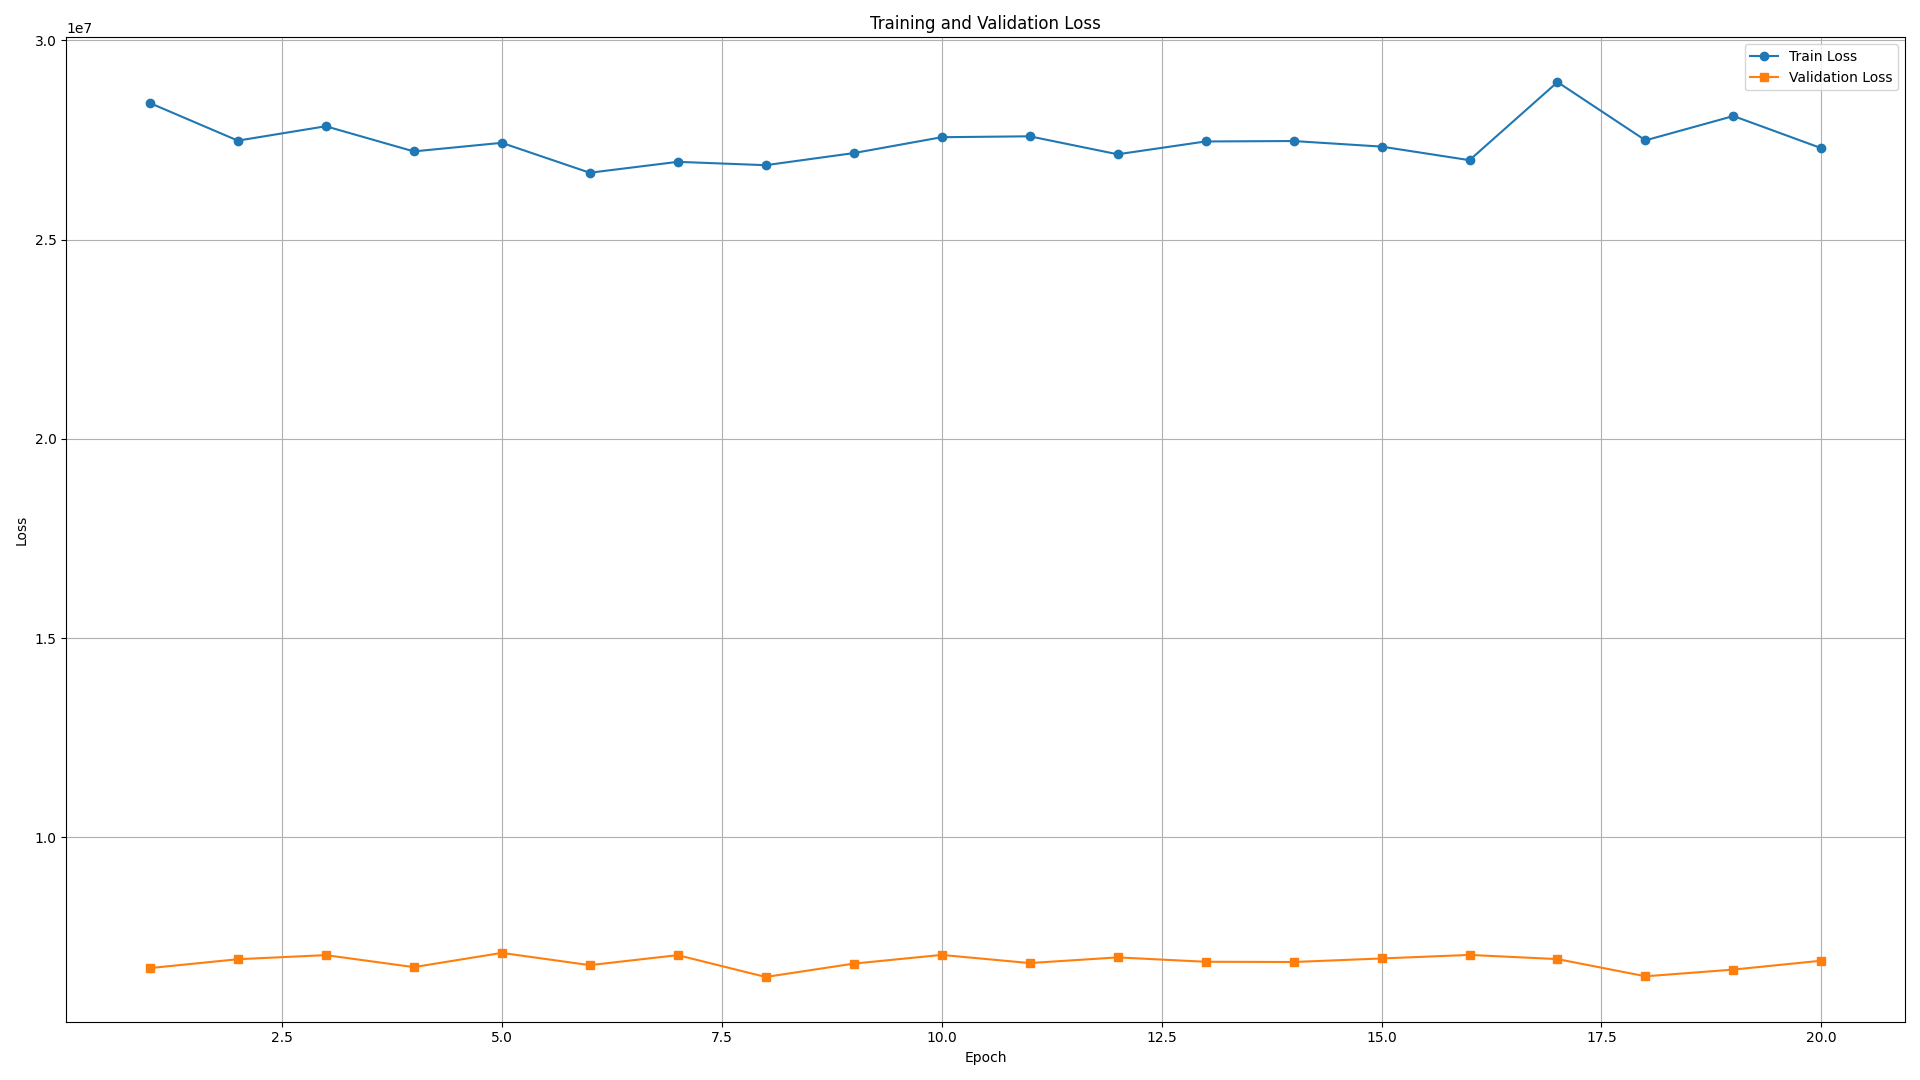 Training and Validation Loss
1e7
Train Loss
Validation Loss
3.0
2.5
2.0
1.5
1.0
Loss
2.5 5.0 7.5 10.0 12.5 15.0 17.5 20.0
Epoch